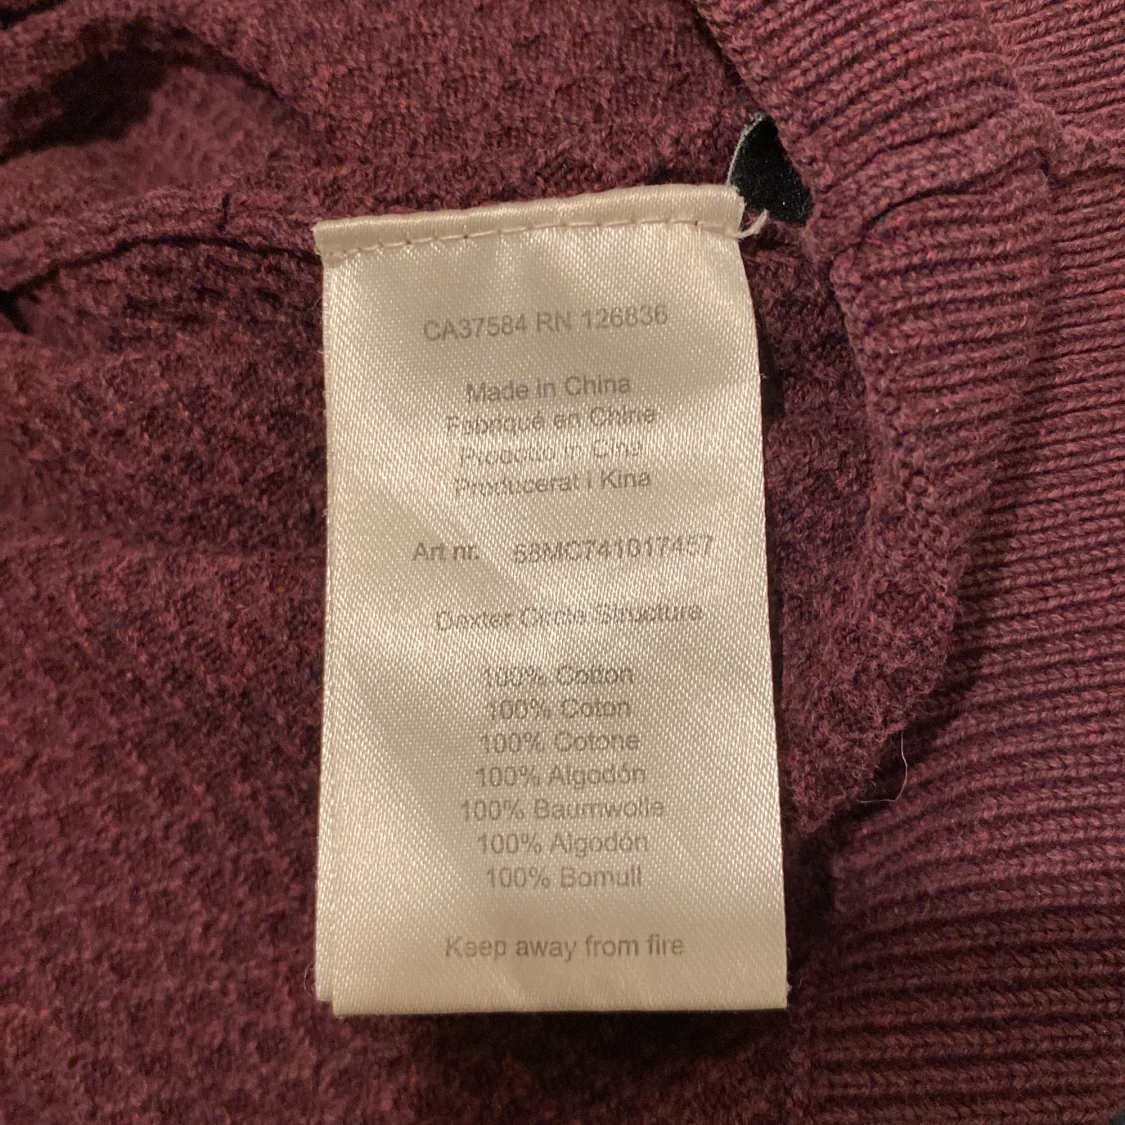 CA37584 RN 126836
Made in China
Fabriqué en Chine
Prodotto in Cina
Producerat i Kina
Art nr.
Dexter Circle Structure
100% Cotton
100% Coton
100% Cotone
100% Algodón
100% Baumwolle
100% Algodón
100% Bomull
Keep away from fire